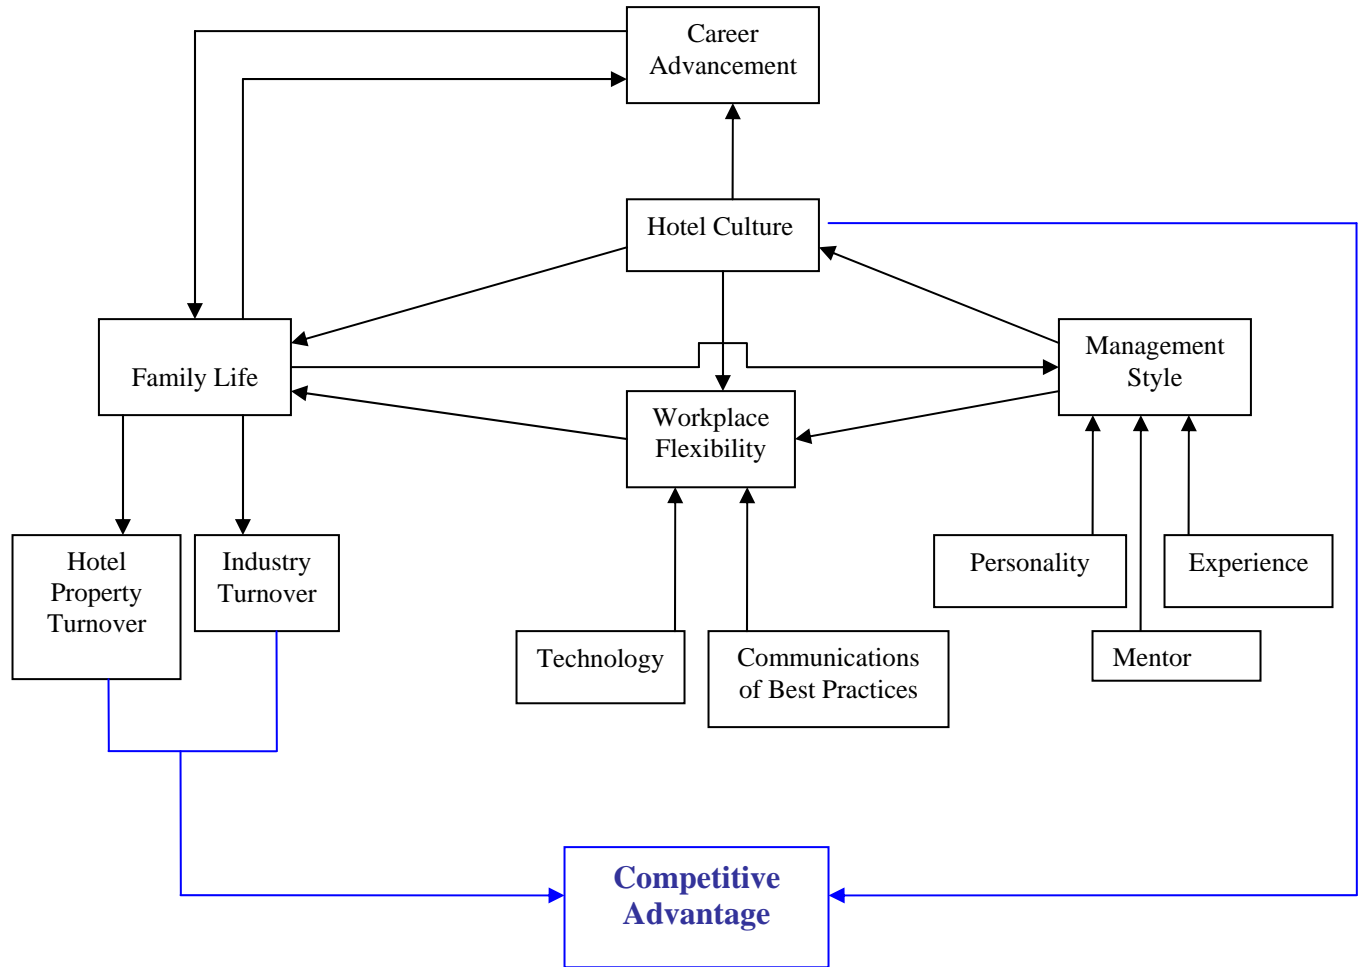 Career
Advancement
Hotel Culture
Family Life
Management
Style
Workplace
Flexibility
Hotel
Property
Turnover
Industry
Turnover
Personality
Experience
Technology
Communications
of Best Practices
Mentor
Competitive
Advantage